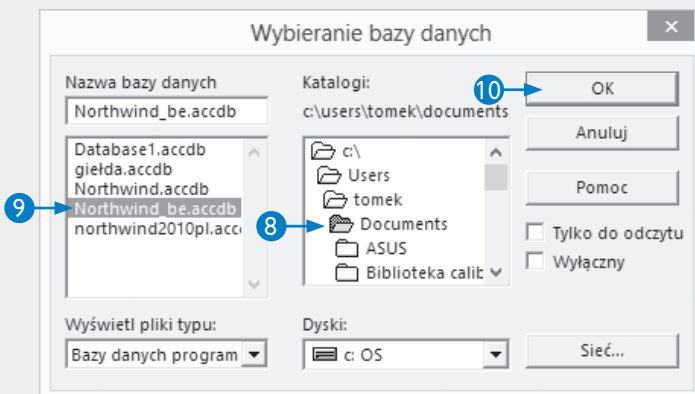 Wybieranie bazy danych
Nazwa bazy danych
Northwind_be.accdb
Database1.accdb
giełda.accdb
Northwind.accdb
9
Northwind_be.accdb
northwind2010pl.acc
Wyświetl pliki typu:
Bazy danych program
Katalogi:
c:\users\tomek\documents
c:\
Users
tomek
8
Documents
ASUS
Biblioteka calib
Dyski:
c: OS
10
OK
Anuluj
Pomoc
Tylko do odczytu
Wyłączny
Sieć...